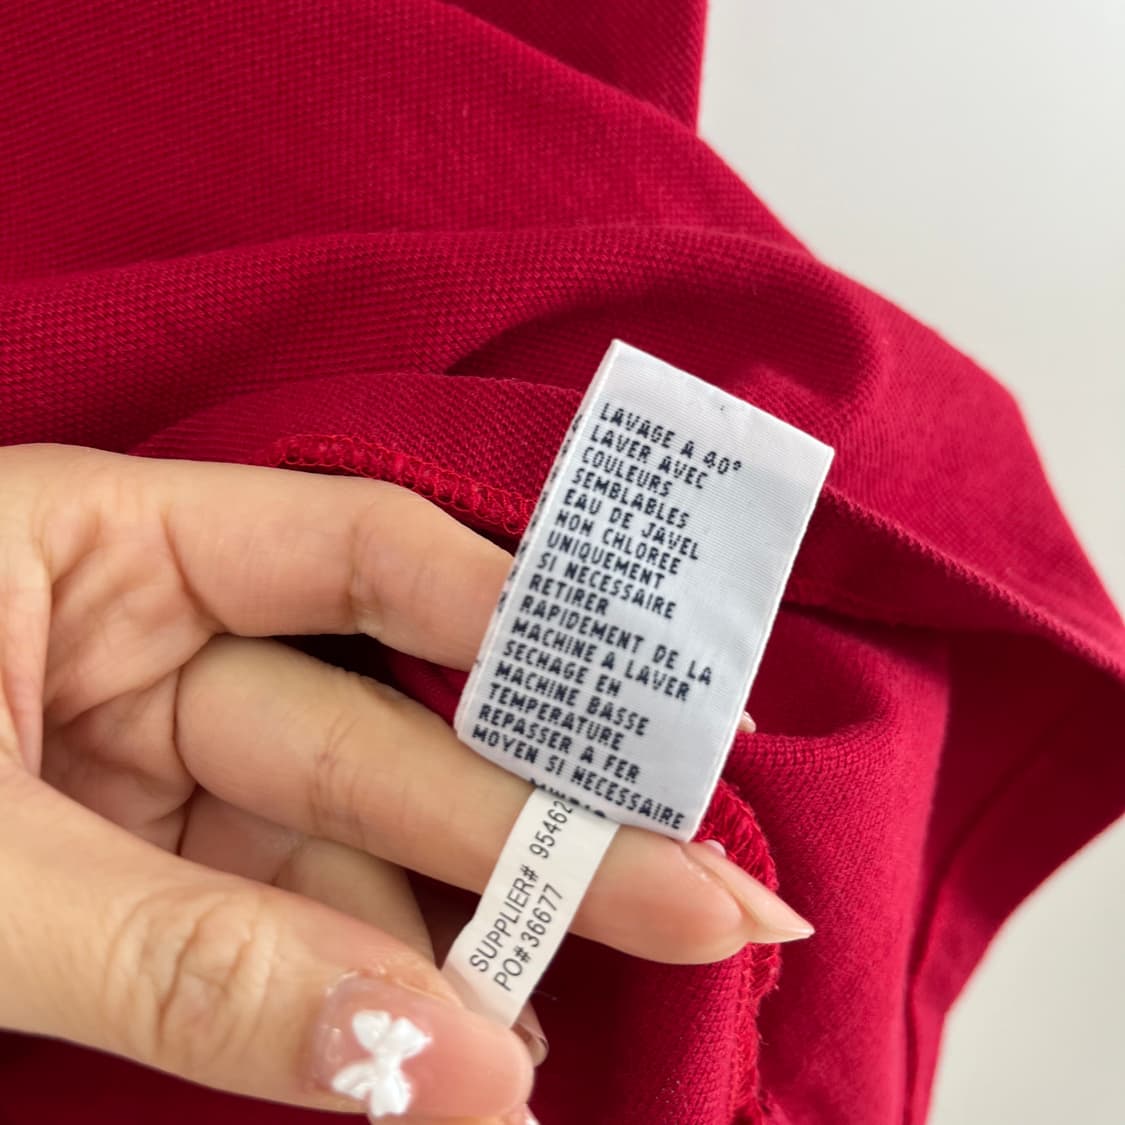 LAVAGE A 40°
LAVER AVEC
COULEURS
SEMBLABLES
EAU DE JAVEL
NON CHLOREE
UNIQUEMENT
SI NECESSAIRE
RETIRER
RAPIDEMENT DE LA
MACHINE A LAVER
SECHAGE EN
MACHINE BASSE
TEMPERATURE
REPASSER A FER
MOYEN SI NECESSAIRE
SUPPLIER#
PO#36677